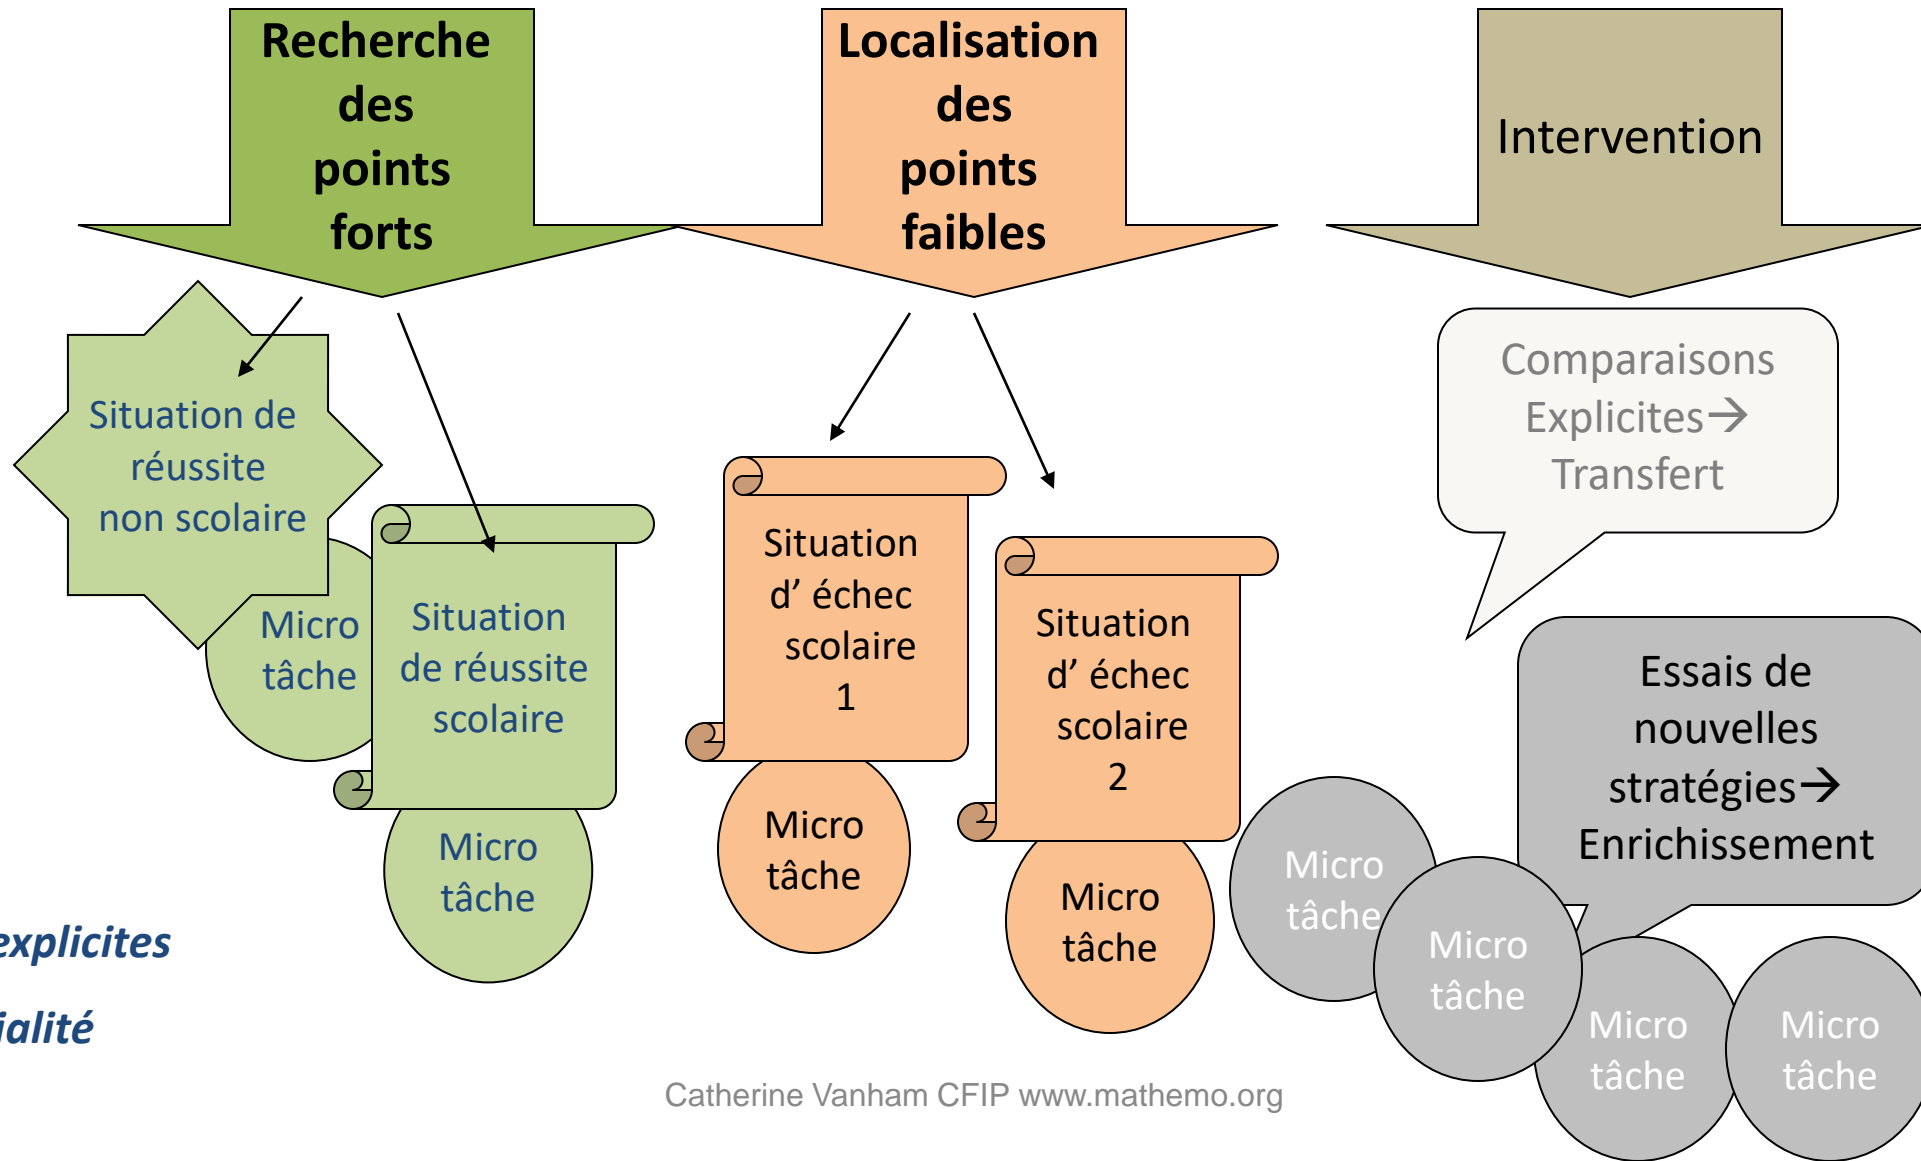 Recherche
des
points
forts
Localisation
des
points
faibles
Intervention
Situation de
réussite
non scolaire
Micro
tâche
Situation
de réussite
scolaire
Micro
tâche
Situation
d’ échec
scolaire
1
Micro
tâche
Situation
d’ échec
scolaire
2
Micro
tâche
Comparaisons
Explicites→
Transfert
Essais de
nouvelles
stratégies→
Enrichissement
Micro
tâche
Micro
tâche
Micro
tâche
Micro
tâche
explicites
ialité
Catherine Vanham CFIP www.mathemo.org